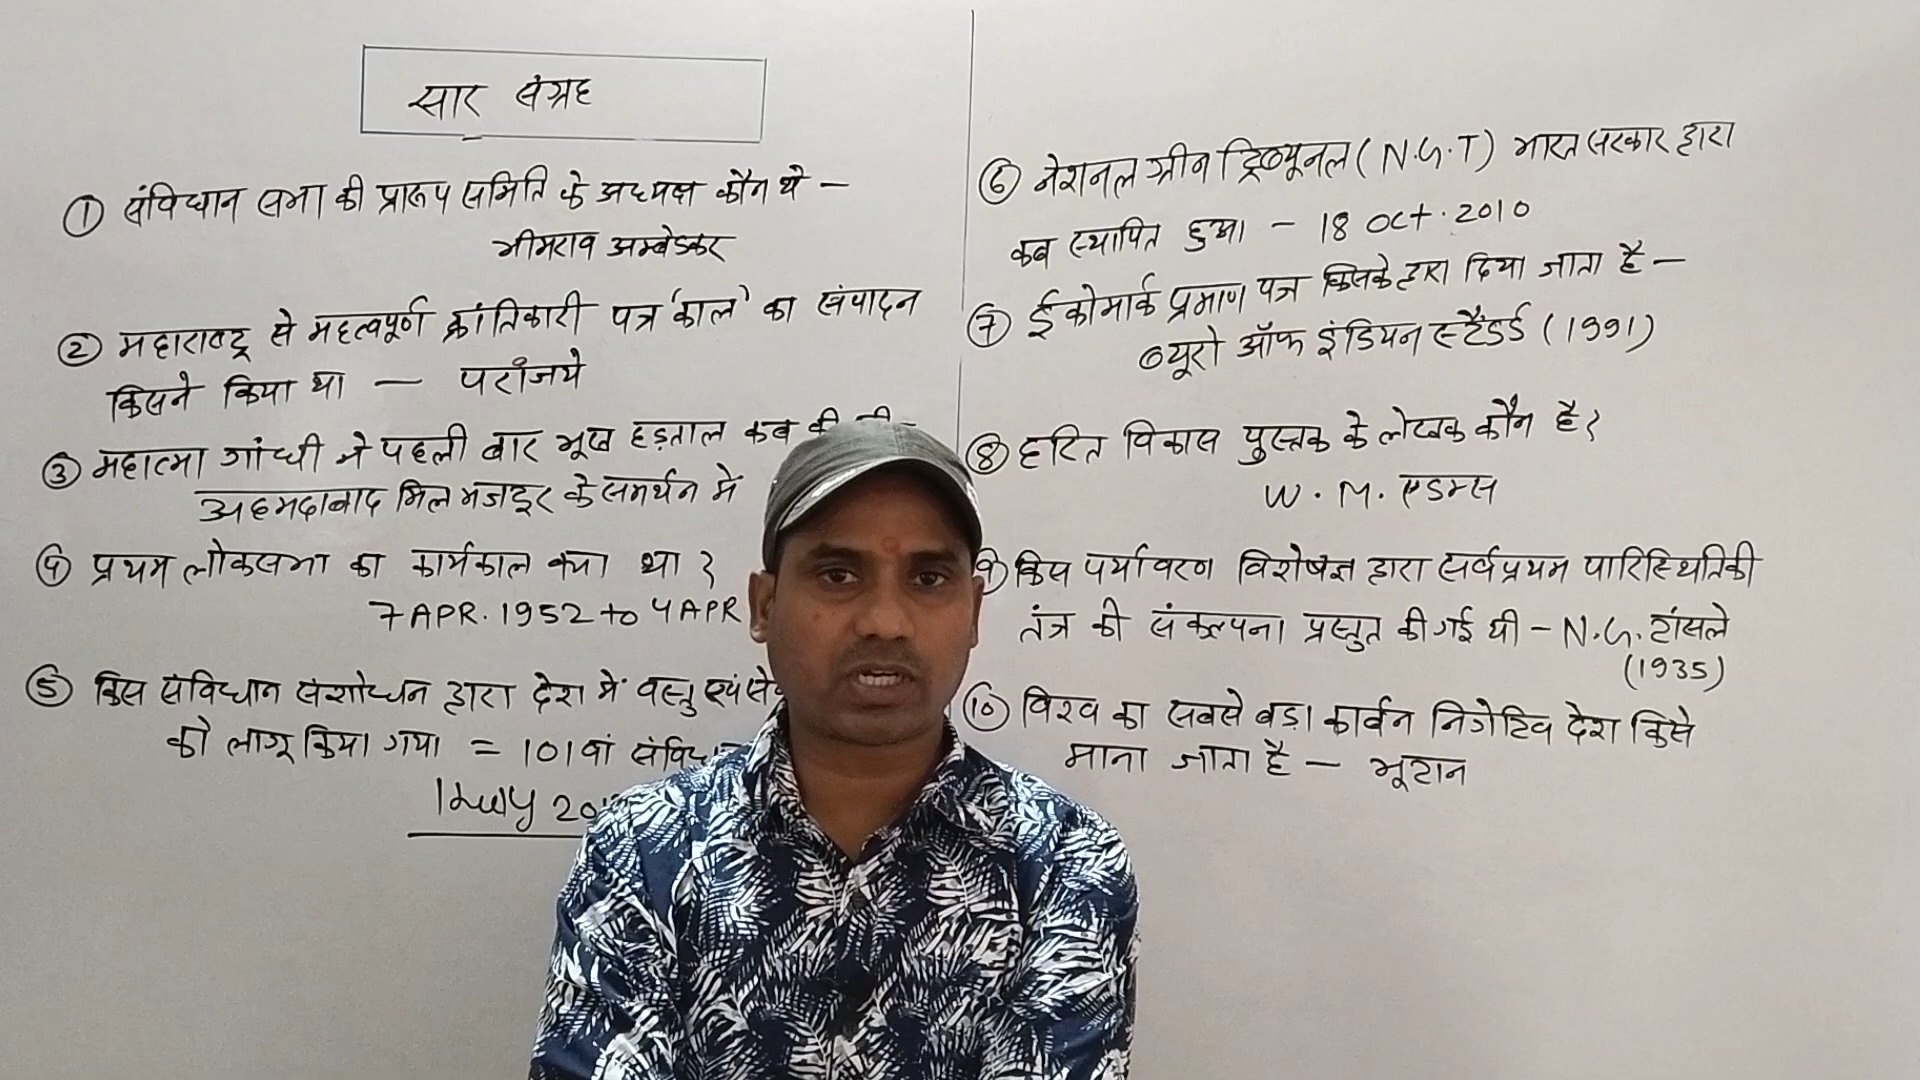 सार संग्रह
① संविधान सभा की प्रारूप समिति के अध्यक्ष कौन थे –
भीमराव अम्बेडकर
② महाराष्ट्र से महत्वपूर्ण क्रांतिकारी पत्र 'काल' का संपादन
किसने किया था — परांजये
③ महात्मा गांधी ने पहली बार भूख हड़ताल कब की
अहमदाबाद मिल मजदूर के समर्थन में
④ प्रथम लोकसभा का कार्यकाल क्या था ?
7 APR. 1952 to 4 APR
⑤ किस संविधान संशोधन द्वारा देश में वस्तु एवं
को लागू किया गया = 101 वां
1 July
⑥ नेशनल ग्रीन ट्रिब्यूनल (N.G.T) भारत सरकार द्वारा
कब स्थापित हुआ – 18 Oct. 2010
⑦ ईकोमार्क प्रमाण पत्र किसके द्वारा दिया जाता है –
ब्यूरो ऑफ इंडियन स्टैंडर्ड (1991)
⑧ हरित विकास पुस्तक के लेखक कौन है?
W. M. एडम्स
⑨ किस पर्यावरण विशेषज्ञ द्वारा सर्वप्रथम पारिस्थितिकी
तंत्र की संकल्पना प्रस्तुत की गई थी – N.G. टांसले
(1935)
⑩ विश्व का सबसे बड़ा कार्बन निगेटिव देश किसे
माना जाता है – भूटान